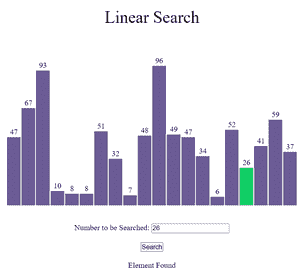 Linear Search
47 67 93 10 8 8 51 32 7 48 96 49 47 34 6 52 26 41 59 37
Number to be Searched: 26
Search
Element Found